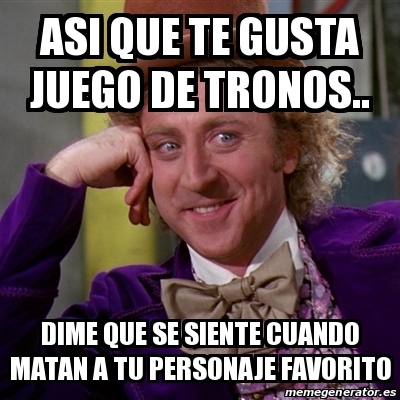 ASI QUE TE GUSTA
JUEGO DE TRONOS..
DIME QUE SE SIENTE CUANDO
MATAN A TU PERSONAJE FAVORITO
memegenerator.es